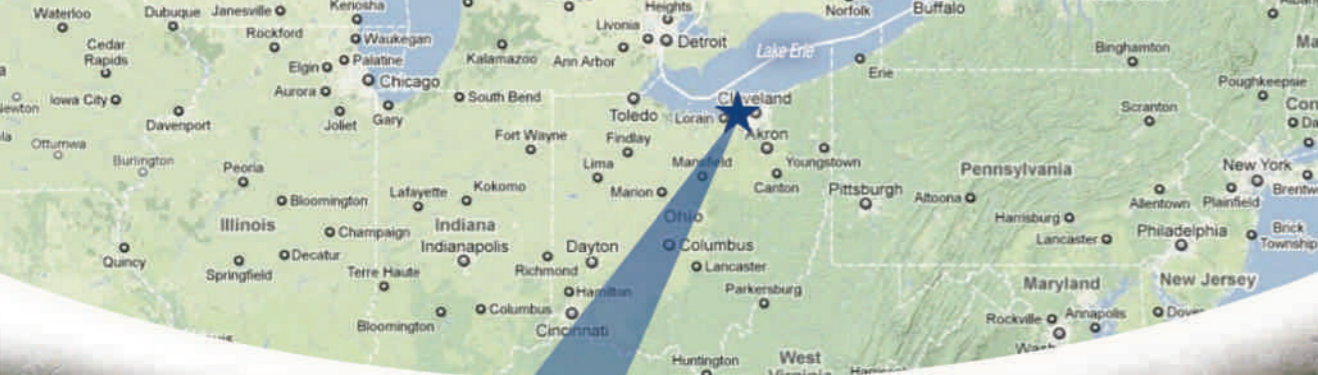 Waterloo
Dubuque
Janesville
Kenosha
Heights
Norfolk
Buffalo
Rockford
Waukegan
Livonia
Detroit
Lake Erie
Cedar
Rapids
Elgin
Palatine
Kalamazoo
Ann Arbor
Erie
Binghamton
Aurora
Chicago
South Bend
Poughkeepsie
Iowa City
Davenport
Joliet
Gary
Toledo
Lorain
Cleveland
Scranton
Ottumwa
Fort Wayne
Findlay
Akron
Burlington
Peoria
Lima
Mansfield
Youngstown
Pennsylvania
New York
Bloomington
Lafayette
Kokomo
Marion
Canton
Pittsburgh
Altoona
Allentown
Plainfield
Illinois
Indiana
Ohio
Harrisburg
Champaign
Indianapolis
Dayton
Columbus
Lancaster
Philadelphia
Brick
Township
Quincy
Springfield
Decatur
Terre Haute
Richmond
Lancaster
Parkersburg
Maryland
New Jersey
Hamilton
Bloomington
Columbus
Cincinnati
Rockville
Annapolis
Huntington
West
Virginia